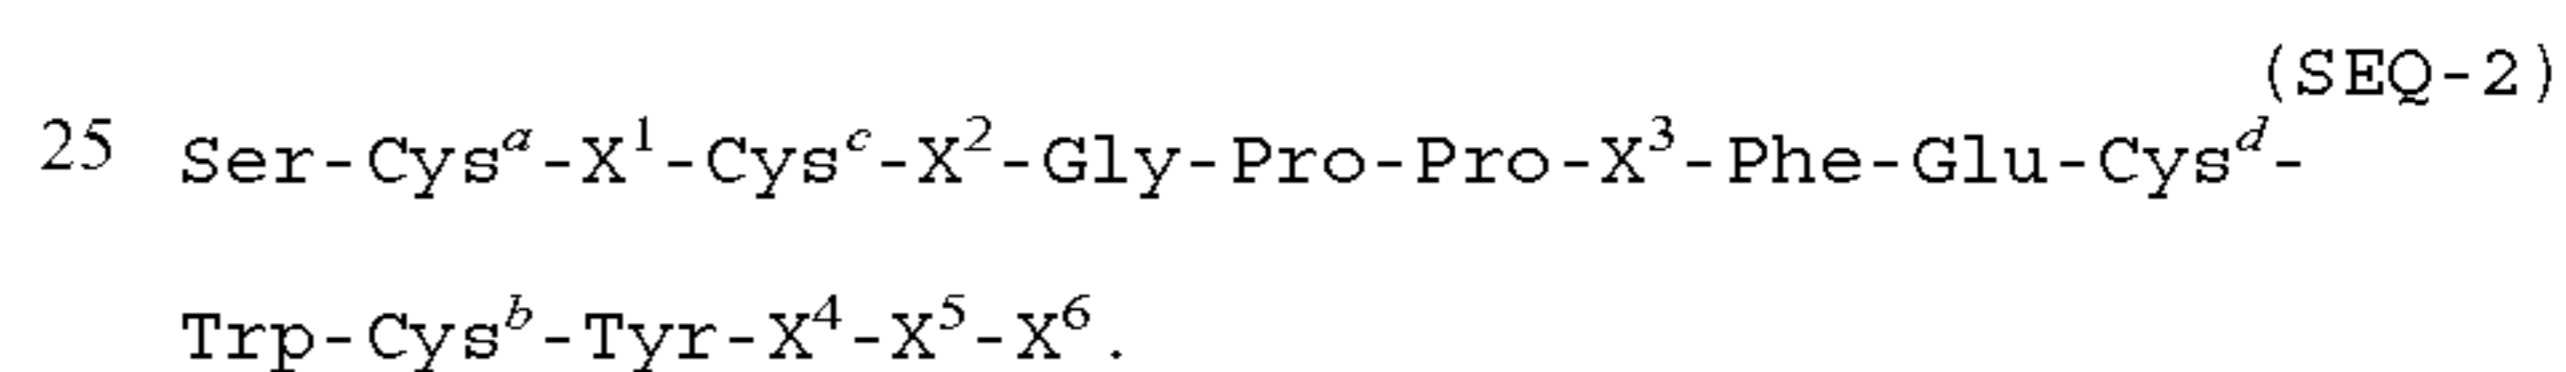 (SEQ-2)
25 Ser-Cysᵃ-X¹-Cysᶜ-X²-Gly-Pro-Pro-X³-Phe-Glu-Cysᵈ-
Trp-Cysᵇ-Tyr-X⁴-X⁵-X⁶.